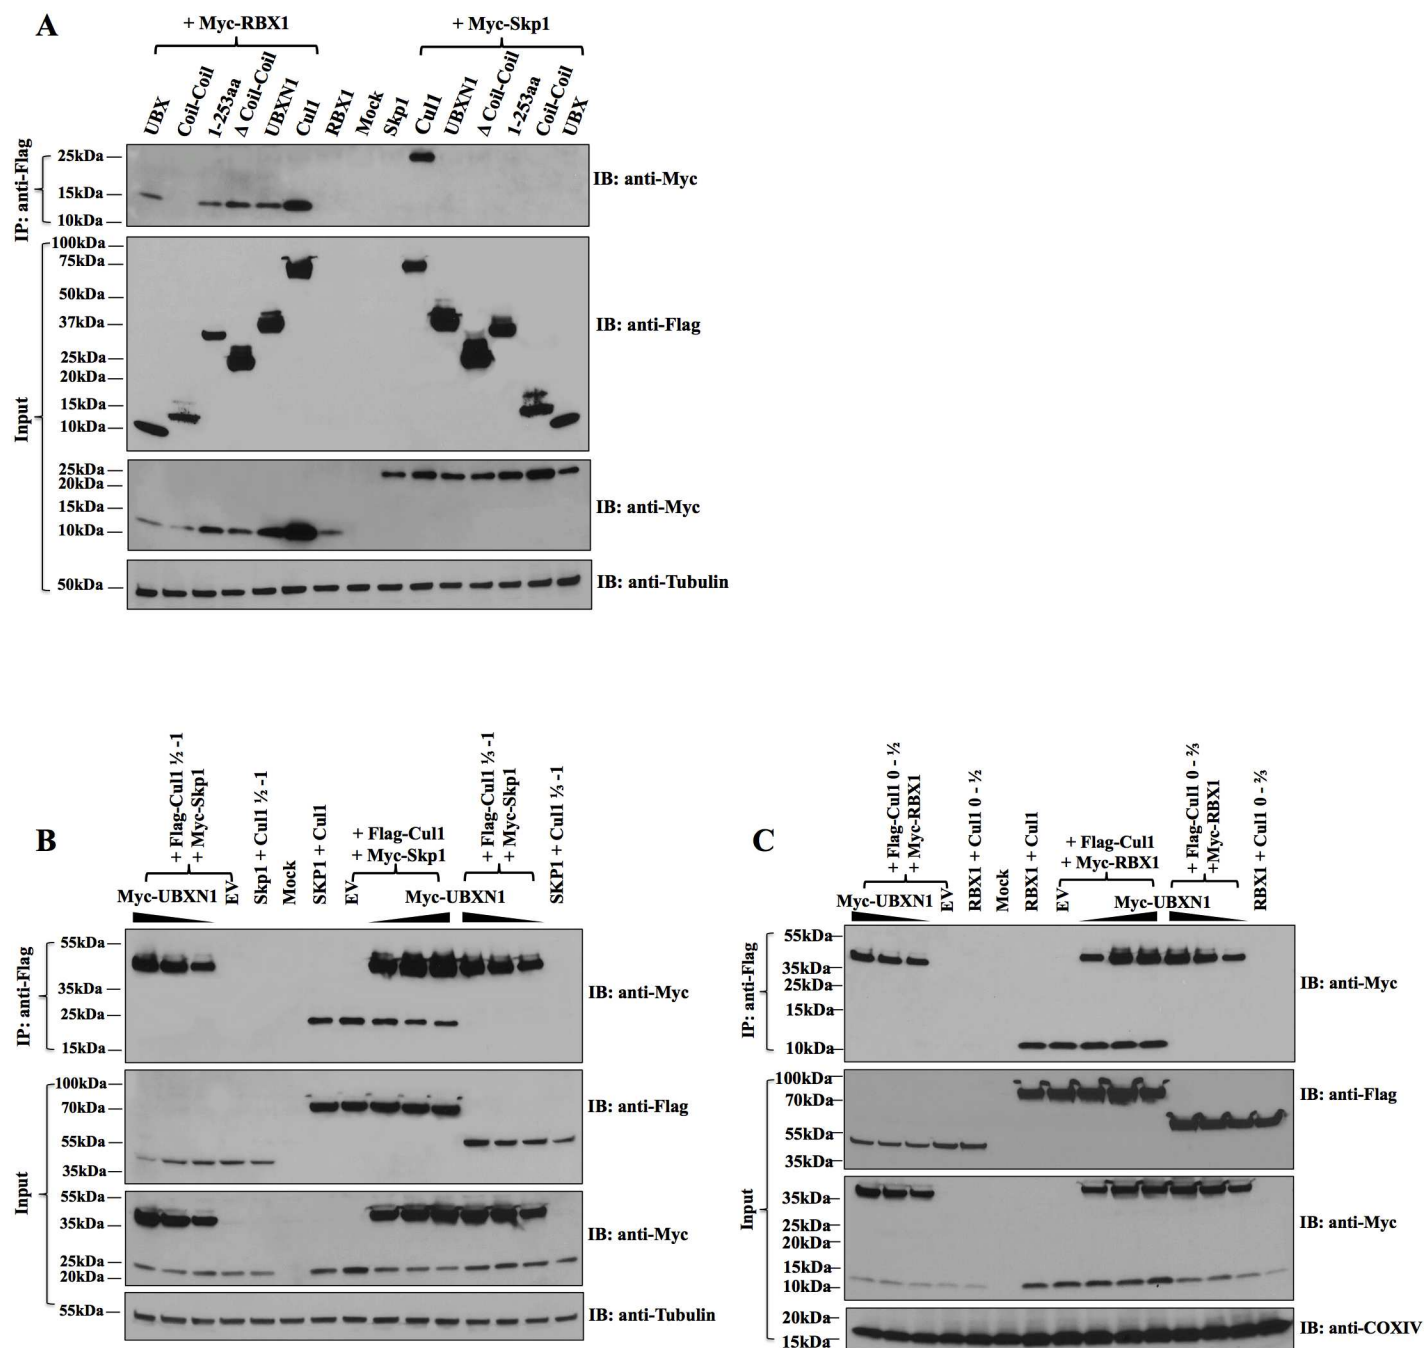 A
+ Myc-RBX1
+ Myc-Skp1
UBX
Coil-Coil
1-253aa
Δ Coil-Coil
UBXN1
Cul1
RBX1
Mock
Skp1
Cul1
UBXN1
Δ Coil-Coil
1-253aa
Coil-Coil
UBX
IP: anti-Flag
25kDa
15kDa
10kDa
IB: anti-Myc
Input
100kDa
75kDa
50kDa
37kDa
25kDa
20kDa
15kDa
10kDa
IB: anti-Flag
25kDa
20kDa
15kDa
10kDa
IB: anti-Myc
50kDa
IB: anti-Tubulin
B
+ Flag-Cul1 ½ -1
+ Myc-Skp1
Myc-UBXN1
EV
Skp1 + Cul1 ½ -1
Mock
SKP1 + Cul1
EV
+ Flag-Cul1
+ Myc-Skp1
Myc-UBXN1
+ Flag-Cul1 ⅓ -1
+ Myc-Skp1
SKP1 + Cul1 ⅓ -1
IP: anti-Flag
55kDa
35kDa
25kDa
15kDa
IB: anti-Myc
Input
100kDa
70kDa
55kDa
35kDa
IB: anti-Flag
55kDa
35kDa
25kDa
20kDa
IB: anti-Myc
55kDa
IB: anti-Tubulin
C
+ Flag-Cul1 0 - ½
+ Myc-RBX1
Myc-UBXN1
EV
RBX1 + Cul1 0 - ½
Mock
RBX1 + Cul1
EV
+ Flag-Cul1
+ Myc-RBX1
Myc-UBXN1
+ Flag-Cul1 0 - ⅔
+Myc-RBX1
RBX1 + Cul1 0 - ⅔
IP: anti-Flag
55kDa
35kDa
25kDa
15kDa
10kDa
IB: anti-Myc
Input
100kDa
70kDa
55kDa
35kDa
IB: anti-Flag
35kDa
25kDa
20kDa
15kDa
10kDa
IB: anti-Myc
20kDa
15kDa
IB: anti-COXIV